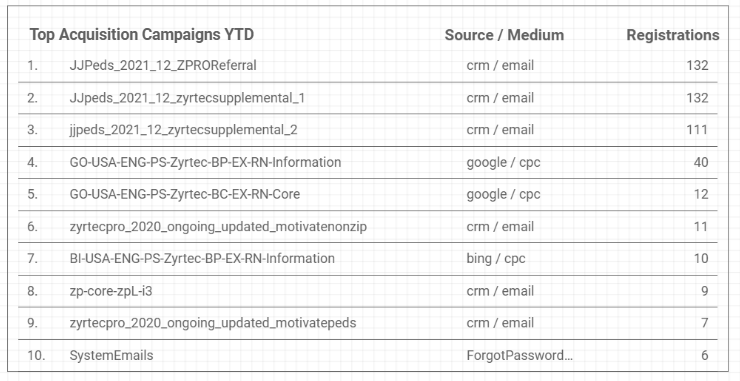 Top Acquisition Campaigns YTD Source / Medium Registrations
1. JJPeds_2021_12_ZPROReferral crm / email 132
2. JJpeds_2021_12_zyrtecsupplemental_1 crm / email 132
3. jjpeds_2021_12_zyrtecsupplemental_2 crm / email 111
4. GO-USA-ENG-PS-Zyrtec-BP-EX-RN-Information google / cpc 40
5. GO-USA-ENG-PS-Zyrtec-BC-EX-RN-Core google / cpc 12
6. zyrtecpro_2020_ongoing_updated_motivatenonzip crm / email 11
7. BI-USA-ENG-PS-Zyrtec-BP-EX-RN-Information bing / cpc 10
8. zp-core-zpL-i3 crm / email 9
9. zyrtecpro_2020_ongoing_updated_motivatepeds crm / email 7
10. SystemEmails ForgotPassword... 6